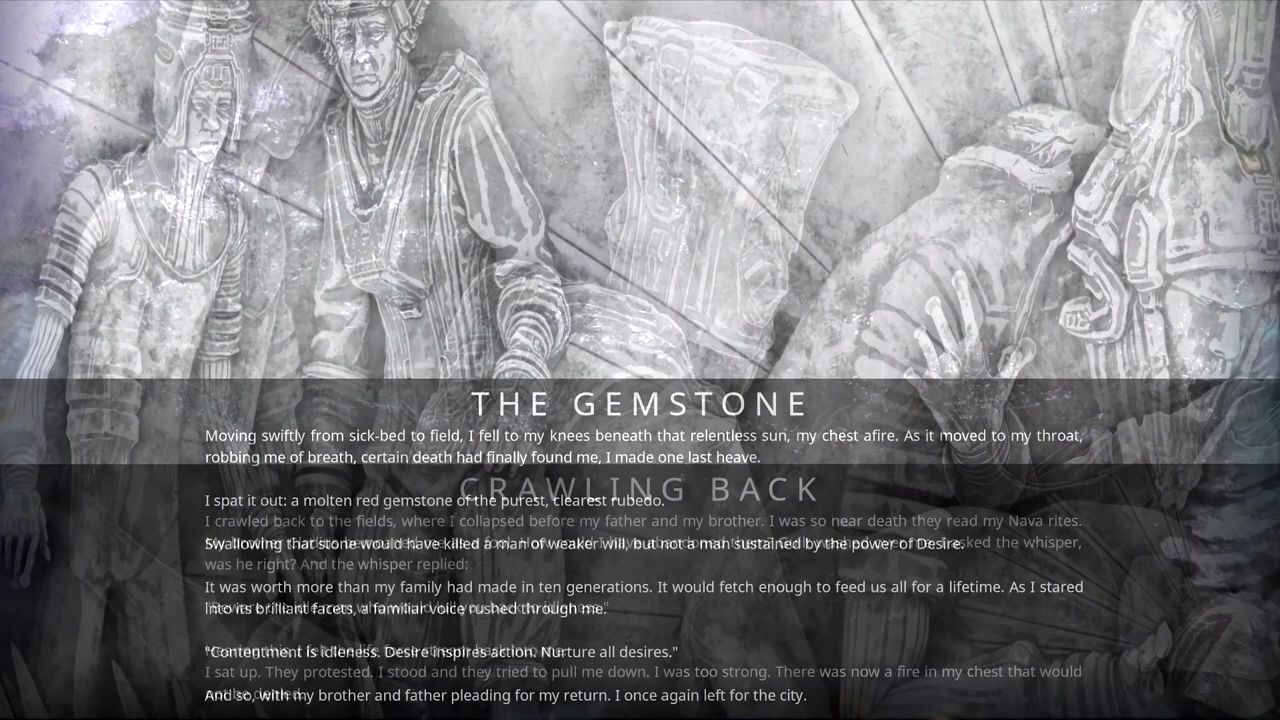 THE GEMSTONE
Moving swiftly from sick-bed to field, I fell to my knees beneath that relentless sun, my chest afire. As it moved to my throat,
robbing me of breath, certain death had finally found me, I made one last heave.
CRAWLING BACK
I spat it out: a molten red gemstone of the purest, clearest rubedo.
I crawled back to the fields, where I collapsed before my father and my brother. I was so near death they read my Nava rites.
Swallowing that stone would have killed a man of weaker will, but not a man sustained by the power of Desire.
I asked the whisper,
was he right? And the whisper replied:
It was worth more than my family had made in ten generations. It would fetch enough to feed us all for a lifetime. As I stared
into its brilliant facets, a familiar voice rushed through me.
"Contentment is idleness. Desire inspires action. Nurture all desires."
I sat up. They protested. I stood and they tried to pull me down. I was too strong. There was now a fire in my chest that would
And so, with my brother and father pleading for my return. I once again left for the city.